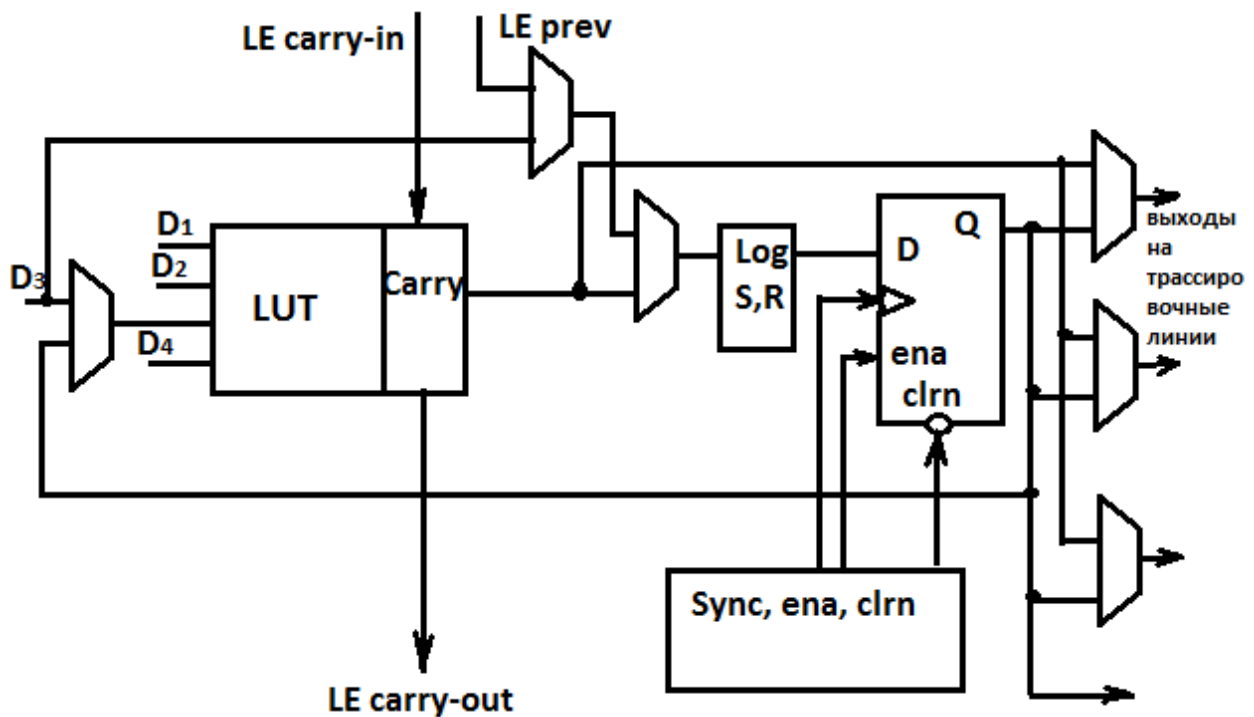 LE carry-in
LE prev
D1
D2
D3
D4
LUT
Carry
Log
S,R
D
Q
ena
clrn
выходы
на
трассиро
вочные
линии
Sync, ena, clrn
LE carry-out